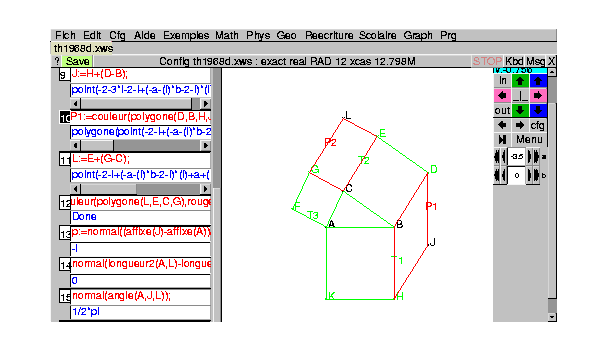 Fich Edit Cfg Aide Exemples Math Phys Geo Reecriture Scolaire Graph Prg
th1968d.xws
? Save Config th1968d.xws : exact real RAD 12 xcas 12.798M STOP Kbd Msg X
9 J:=H+(D-B);
point(-2-3*i-2-i+(-a-(i)*b-2-i)*(i
10 P1:=couleur(polygone(D,B,H,
polygone(point(-2-i+(-a-(i)*b-2
11 L:=E+(G-C);
point(-2-i+(-a-(i)*b-2-i)*(i)+a+(
12 uleur(polygone(L,E,C,G),rouge
Done
13 p:=normal((affixe(J)-affixe(A))
-i
14 normal(longueur2(A,L)-longue
0
15 normal(angle(A,J,L));
1/2*pi
in
_|_
out
cfg
Menu
-3.5 a
0 b
L
E
P2
T2
G
D
C
F
T3
P1
A
B
J
T1
K
H